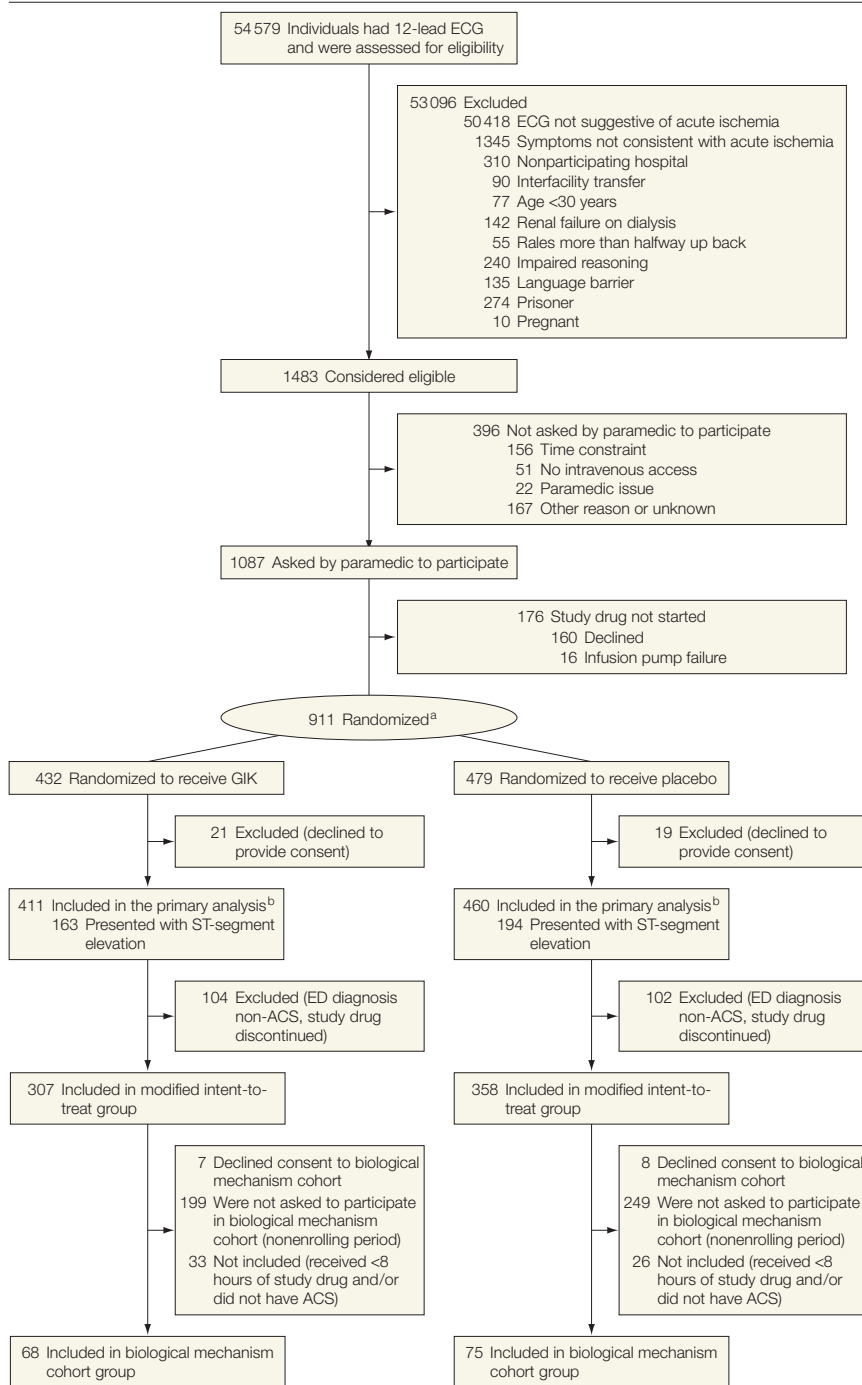 54 579 Individuals had 12-lead ECG
and were assessed for eligibility
53 096 Excluded
50 418 ECG not suggestive of acute ischemia
1345 Symptoms not consistent with acute ischemia
310 Nonparticipating hospital
90 Interfacility transfer
77 Age <30 years
142 Renal failure on dialysis
55 Rales more than halfway up back
240 Impaired reasoning
135 Language barrier
274 Prisoner
10 Pregnant
1483 Considered eligible
396 Not asked by paramedic to participate
156 Time constraint
51 No intravenous access
22 Paramedic issue
167 Other reason or unknown
1087 Asked by paramedic to participate
176 Study drug not started
160 Declined
16 Infusion pump failure
911 Randomized a
432 Randomized to receive GIK
21 Excluded (declined to
provide consent)
411 Included in the primary analysis b
163 Presented with ST-segment
elevation
104 Excluded (ED diagnosis
non-ACS, study drug
discontinued)
307 Included in modified intent-to-
treat group
7 Declined consent to biological
mechanism cohort
199 Were not asked to participate
in biological mechanism
cohort (nonenrolling period)
33 Not included (received <8
hours of study drug and/or
did not have ACS)
68 Included in biological mechanism
cohort group
479 Randomized to receive placebo
19 Excluded (declined to
provide consent)
460 Included in the primary analysis b
194 Presented with ST-segment
elevation
102 Excluded (ED diagnosis
non-ACS, study drug
discontinued)
358 Included in modified intent-to-
treat group
8 Declined consent to biological
mechanism cohort
249 Were not asked to participate
in biological mechanism
cohort (nonenrolling period)
26 Not included (received <8
hours of study drug and/or
did not have ACS)
75 Included in biological mechanism
cohort group